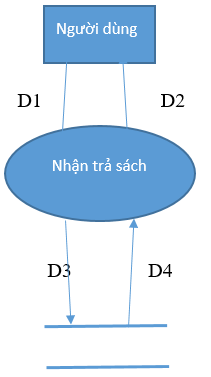 Người dùng
D1
D2
Nhận trả sách
D3
D4